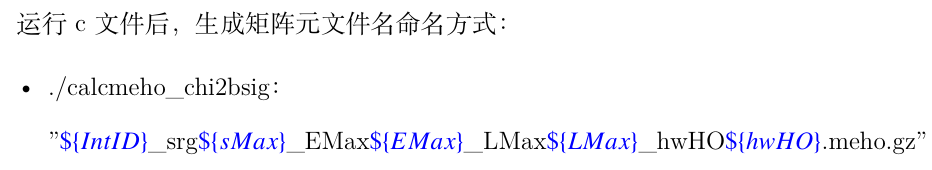 运行 c 文件后，生成矩阵元文件名命名方式：
• ./calcmeho_chi2bsig：
”${IntID}_srg${sMax}_EMax${EMax}_LMax${LMax}_hwHO${hwHO}.meho.gz”